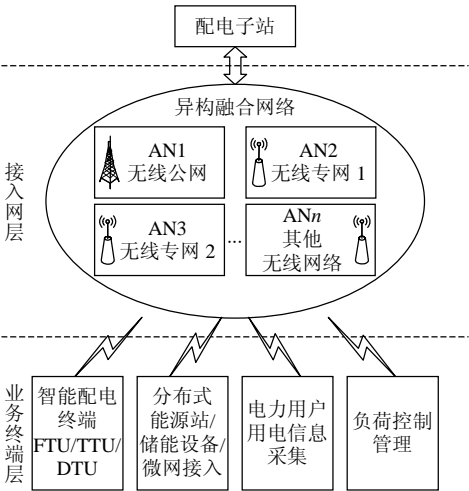 配电子站
异构融合网络
AN1
无线公网
AN2
无线专网 1
AN3
无线专网 2
...
ANn
其他
无线网络
接入网层
业务终端层
智能配电
终端
FTU/TTU/
DTU
分布式
能源站/
储能设备/
微网接入
电力用户
用电信息
采集
负荷控制
管理